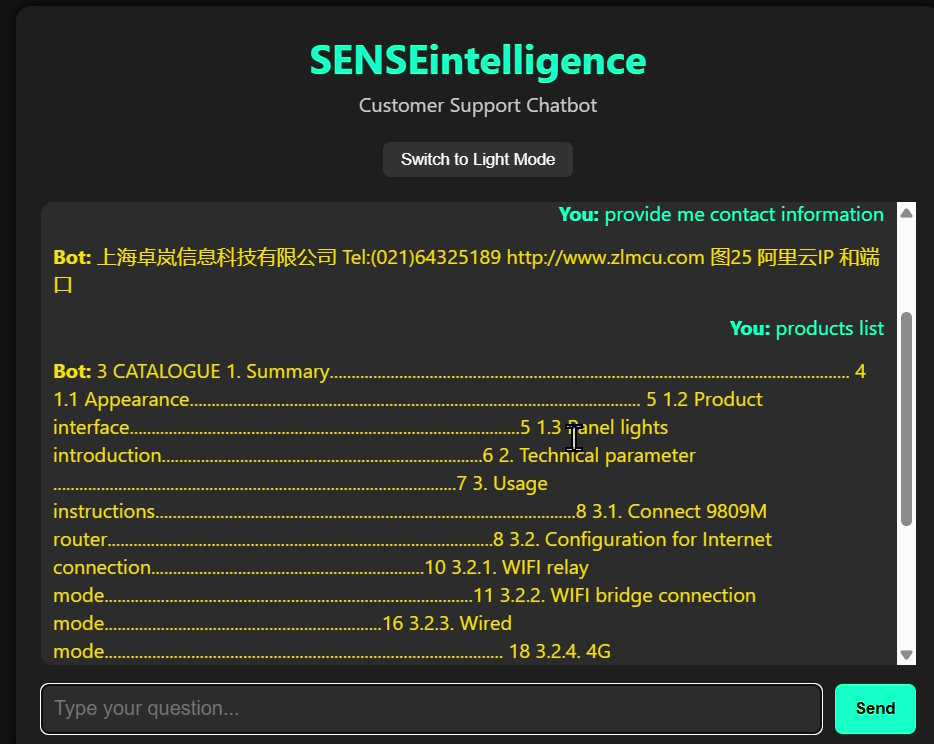 SENSEintelligence
Customer Support Chatbot
Switch to Light Mode
You: provide me contact information
Bot: 上海卓岚信息科技有限公司 Tel:(021)64325189 http://www.zlmcu.com 图25 阿里云IP 和端
口
You: products list
Bot: 3 CATALOGUE 1. Summary........................................................................................................................ 4
1.1 Appearance........................................................................................................ 5 1.2 Product
interface..........................................................................................5 1.3 Panel lights
introduction..........................................................................6 2. Technical parameter
.............................................................................................7 3. Usage
instructions.................................................................................................8 3.1. Connect 9809M
router.........................................................................................8 3.2. Configuration for Internet
connection...............................................................10 3.2.1. WIFI relay
mode.....................................................................................11 3.2.2. WIFI bridge connection
mode................................................................16 3.2.3. Wired
mode............................................................................................ 18 3.2.4. 4G
Type your question...
Send